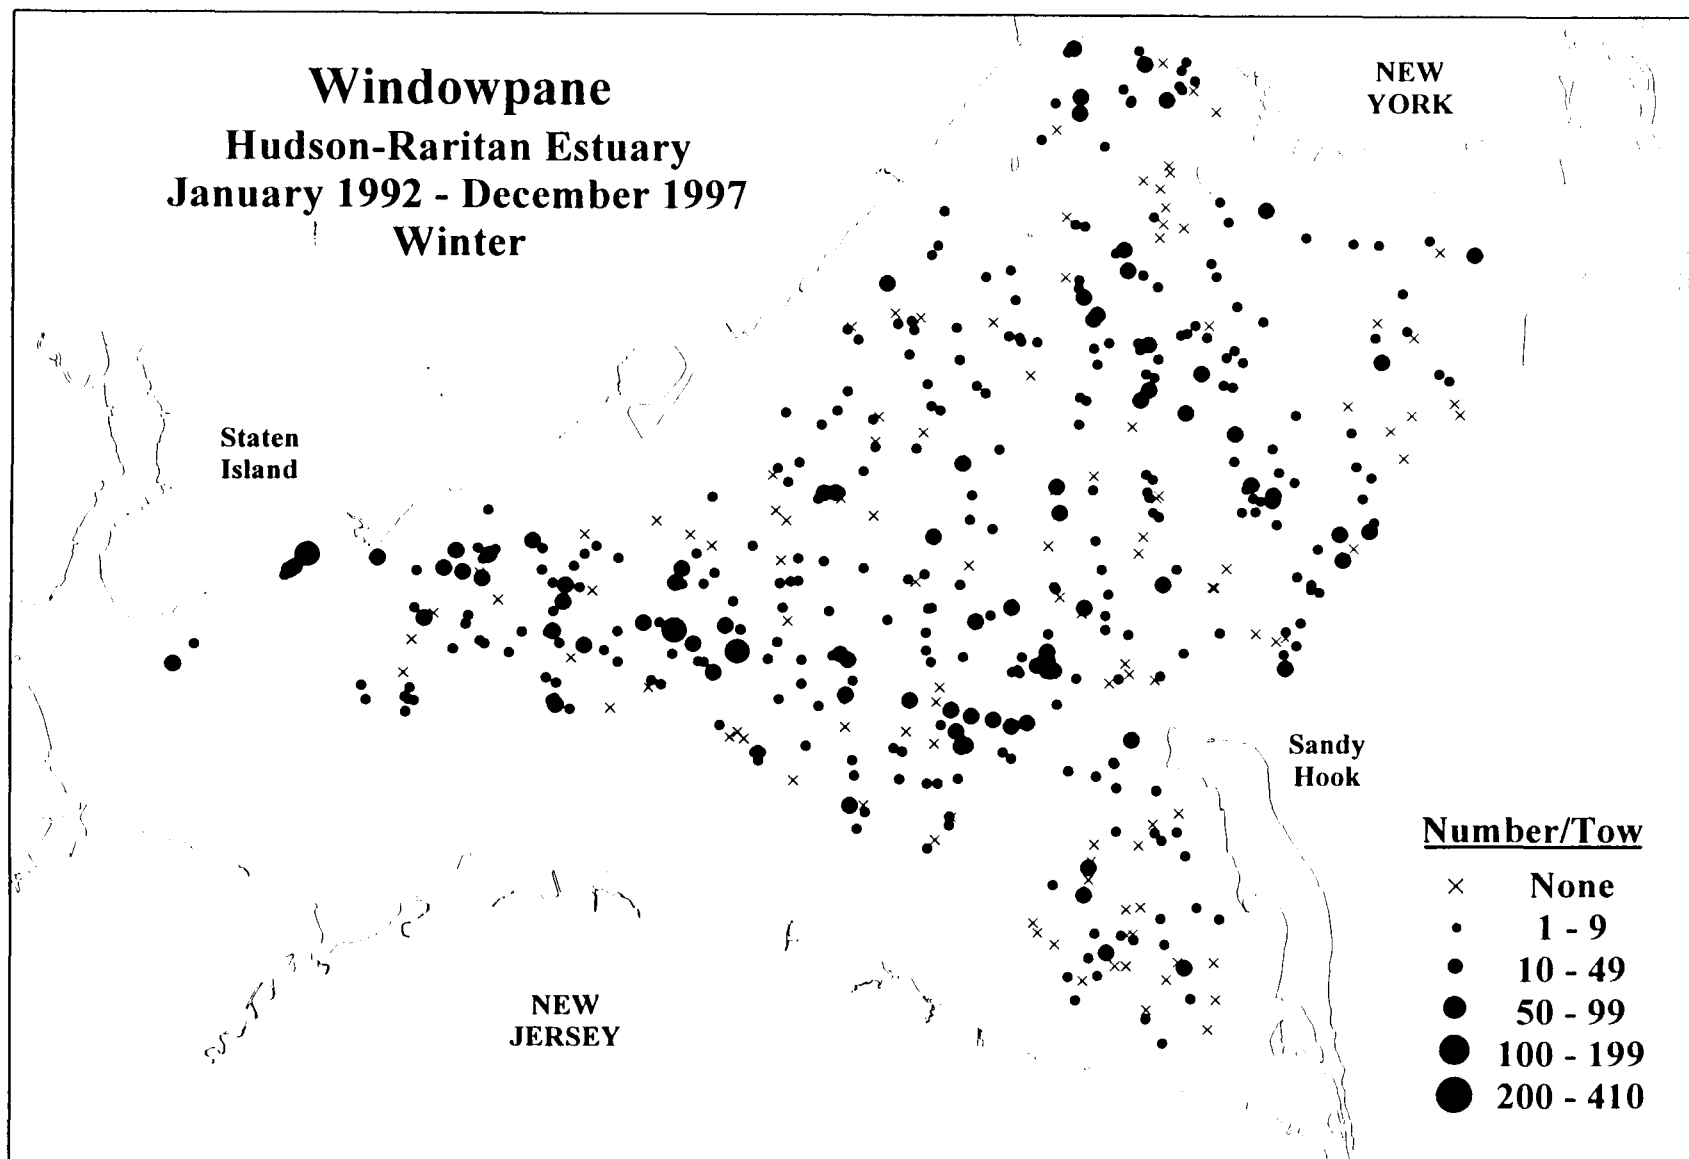 Windowpane
Hudson-Raritan Estuary
January 1992 - December 1997
Winter
NEW
YORK
Staten
Island
Sandy
Hook
NEW
JERSEY
Number/Tow
× None
1 - 9
10 - 49
50 - 99
100 - 199
200 - 410